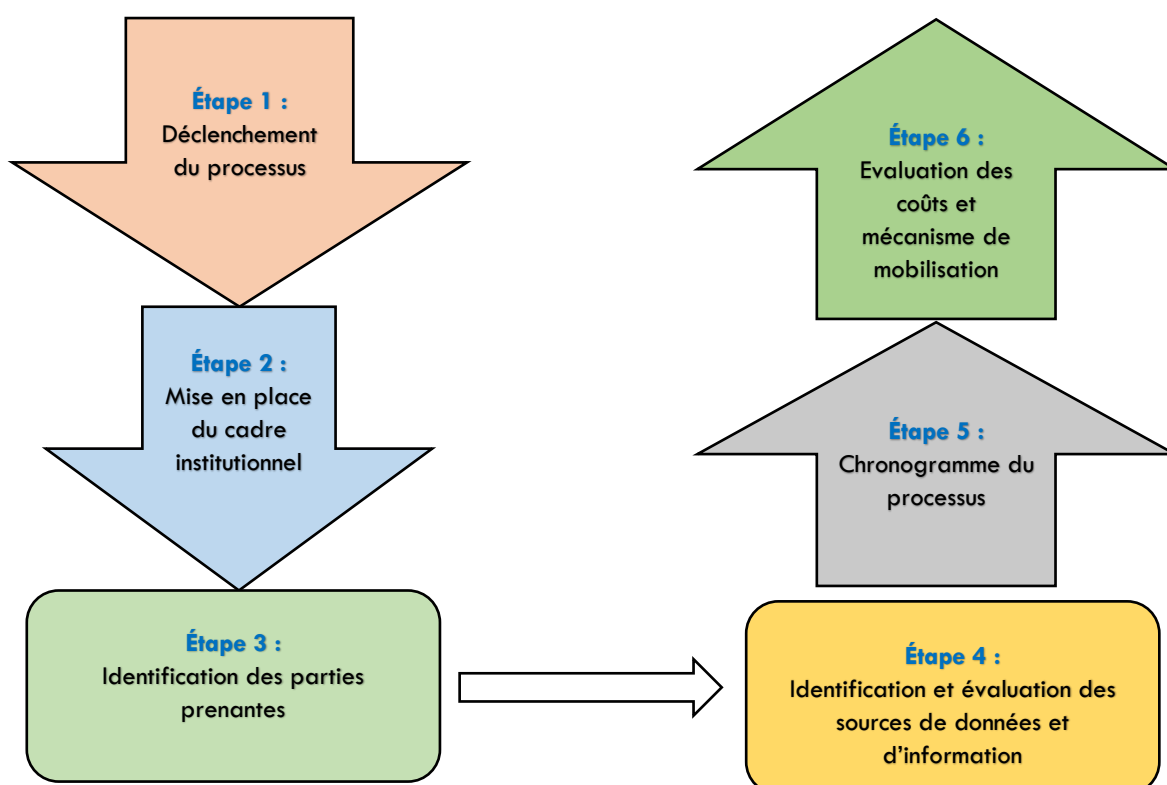 Étape 1 :
Déclenchement
du processus
Étape 2 :
Mise en place
du cadre
institutionnel
Étape 3 :
Identification des parties
prenantes
Étape 4 :
Identification et évaluation des
sources de données et
d'information
Étape 5 :
Chronogramme du
processus
Étape 6 :
Evaluation des
coûts et
mécanisme de
mobilisation